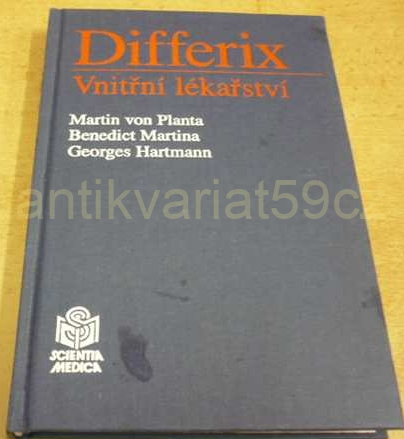 Differix
Vnitřní lékařství
Martin von Planta
Benedict Martina
Georges Hartmann
antikvariat59cz
SCIENTIA
MEDICA